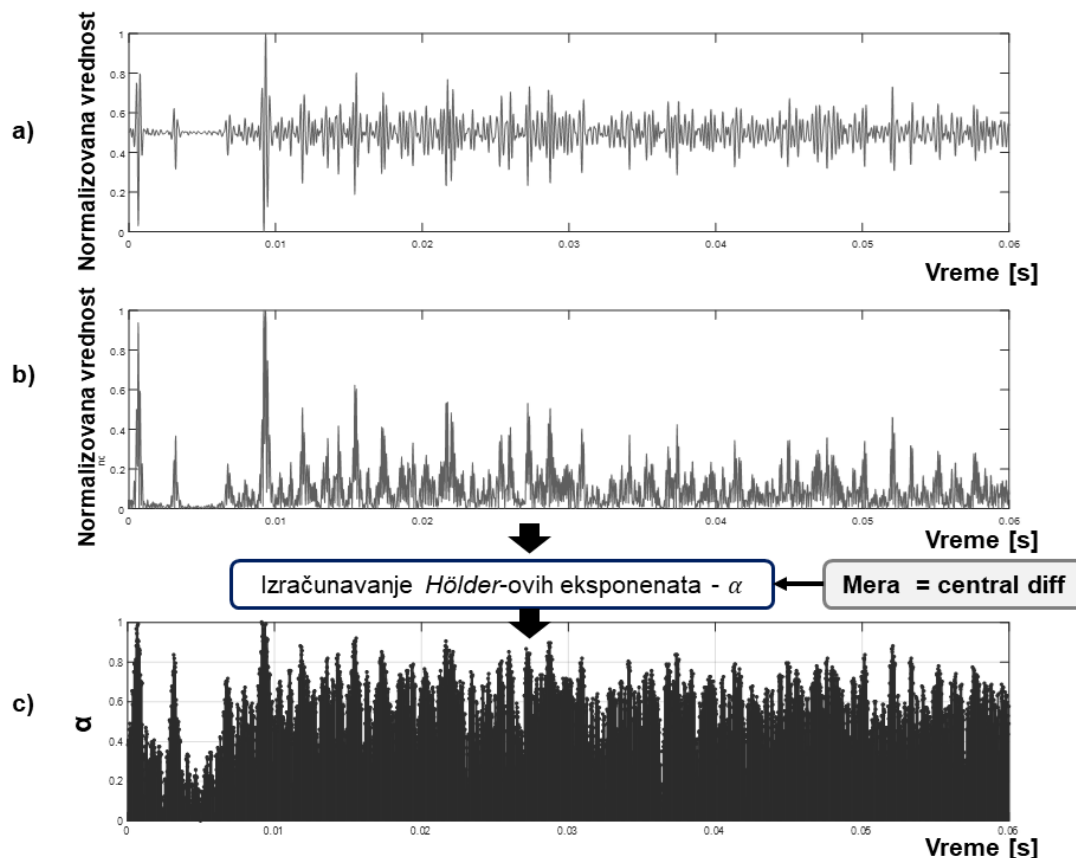 a)
Normalizovana vrednost
1
0.8
0.6
0.4
0.2
0
0 0.01 0.02 0.03 0.04 0.05 0.06
Vreme [s]
b)
Normalizovana vrednost
1
0.8
0.6
0.4
0.2
0
0 0.01 0.02 0.03 0.04 0.05 0.06
Vreme [s]
Izračunavanje Hölder-ovih eksponenata - α
Mera = central diff
c)
α
1
0.8
0.6
0.4
0.2
0
0 0.01 0.02 0.03 0.04 0.05 0.06
Vreme [s]